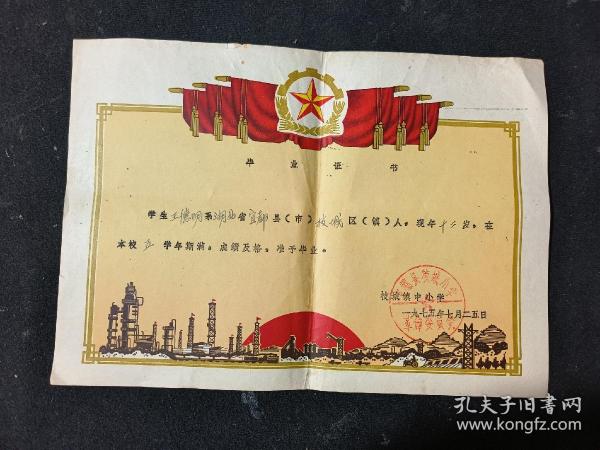 毕业证书
学生王德明系湖北省宜都县(市)枝城区(镇)人。现年十二岁。在
本校五学年期满。成绩及格。准予毕业。
枝城镇中小学
一九七五年七月二五日
孔夫子旧书网
www.kongfz.com